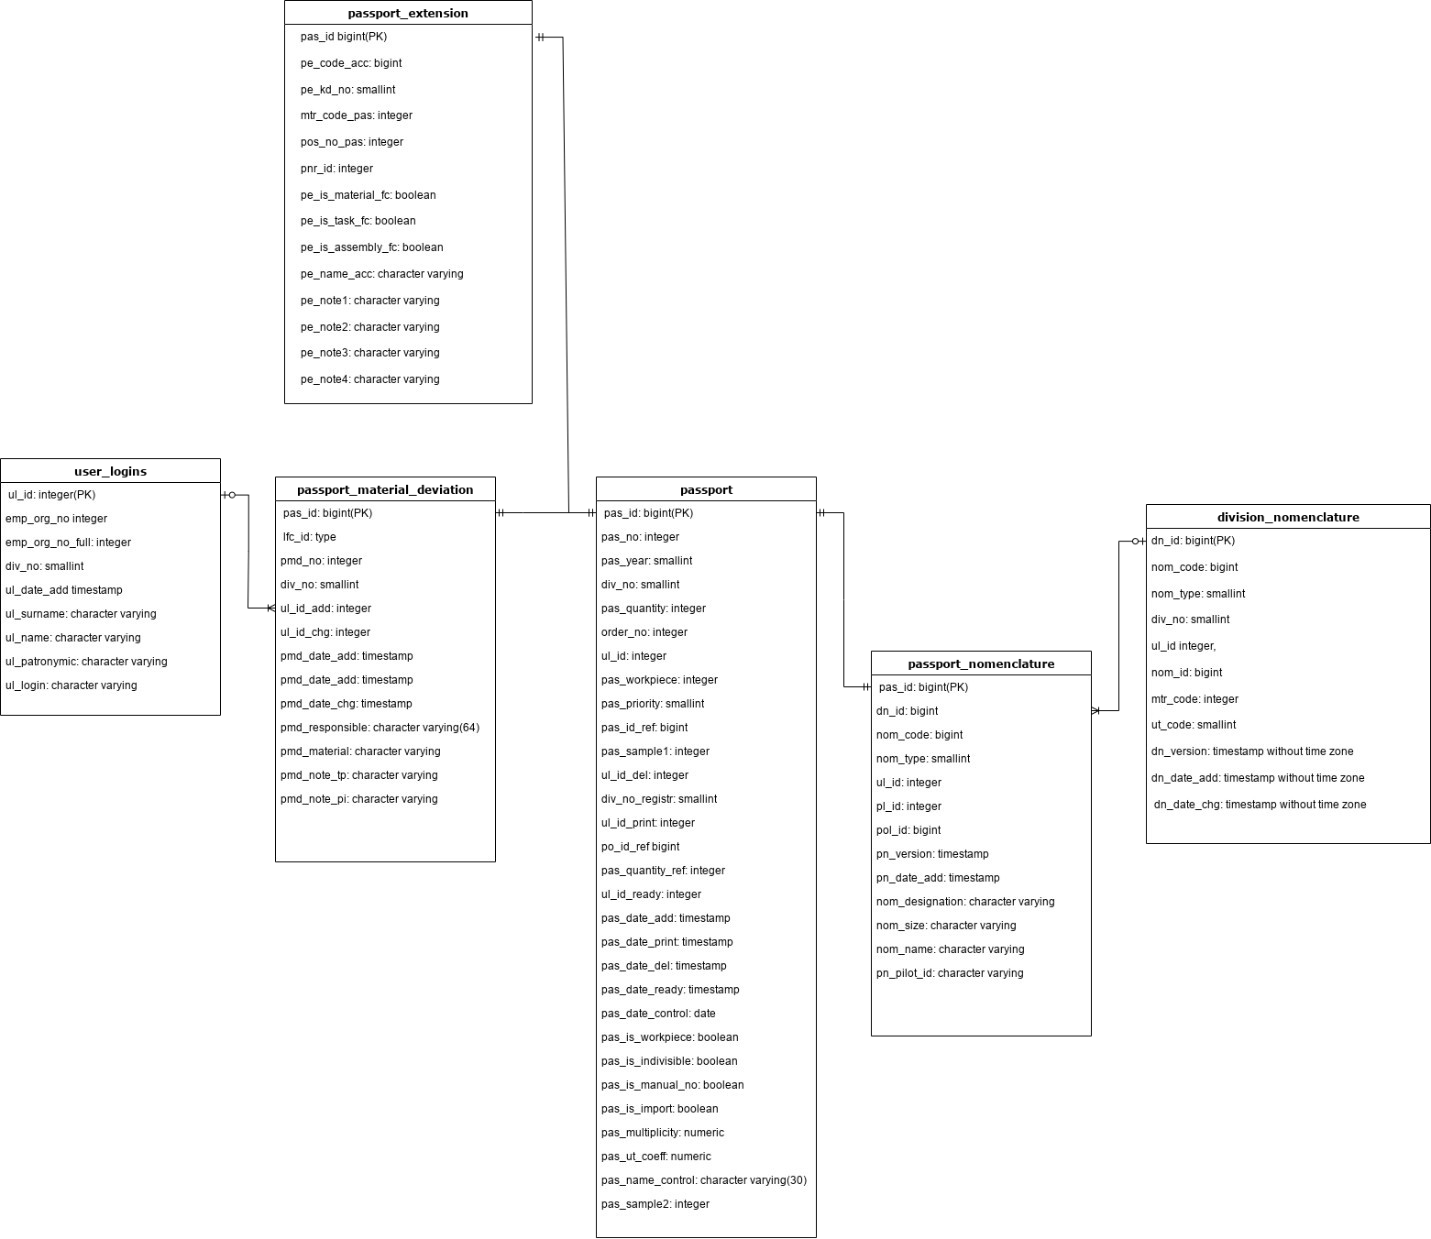 passport_extension
pas_id bigint(PK)
pe_code_acc: bigint
pe_kd_no: smallint
mtr_code_pas: integer
pos_no_pas: integer
pnr_id: integer
pe_is_material_fc: boolean
pe_is_task_fc: boolean
pe_is_assembly_fc: boolean
pe_name_acc: character varying
pe_note1: character varying
pe_note2: character varying
pe_note3: character varying
pe_note4: character varying
user_logins
ul_id: integer(PK)
emp_org_no integer
emp_org_no_full: integer
div_no: smallint
ul_date_add timestamp
ul_surname: character varying
ul_name: character varying
ul_patronymic: character varying
ul_login: character varying
passport_material_deviation
pas_id: bigint(PK)
lfc_id: type
pmd_no: integer
div_no: smallint
ul_id_add: integer
ul_id_chg: integer
pmd_date_add: timestamp
pmd_date_add: timestamp
pmd_date_chg: timestamp
pmd_responsible: character varying(64)
pmd_material: character varying
pmd_note_tp: character varying
pmd_note_pi: character varying
passport
pas_id: bigint(PK)
pas_no: integer
pas_year: smallint
div_no: smallint
pas_quantity: integer
order_no: integer
ul_id: integer
pas_workpiece: integer
pas_priority: smallint
pas_id_ref: bigint
pas_sample1: integer
ul_id_del: integer
div_no_registr: smallint
ul_id_print: integer
po_id_ref bigint
pas_quantity_ref: integer
ul_id_ready: integer
pas_date_add: timestamp
pas_date_print: timestamp
pas_date_del: timestamp
pas_date_ready: timestamp
pas_date_control: date
pas_is_workpiece: boolean
pas_is_indivisible: boolean
pas_is_manual_no: boolean
pas_is_import: boolean
pas_multiplicity: numeric
pas_ut_coeff: numeric
pas_name_control: character varying(30)
pas_sample2: integer
passport_nomenclature
pas_id: bigint(PK)
dn_id: bigint
nom_code: bigint
nom_type: smallint
ul_id: integer
pl_id: integer
pol_id: bigint
pn_version: timestamp
pn_date_add: timestamp
nom_designation: character varying
nom_size: character varying
nom_name: character varying
pn_pilot_id: character varying
division_nomenclature
dn_id: bigint(PK)
nom_code: bigint
nom_type: smallint
div_no: smallint
ul_id integer,
nom_id: bigint
mtr_code: integer
ut_code: smallint
dn_version: timestamp without time zone
dn_date_add: timestamp without time zone
dn_date_chg: timestamp without time zone